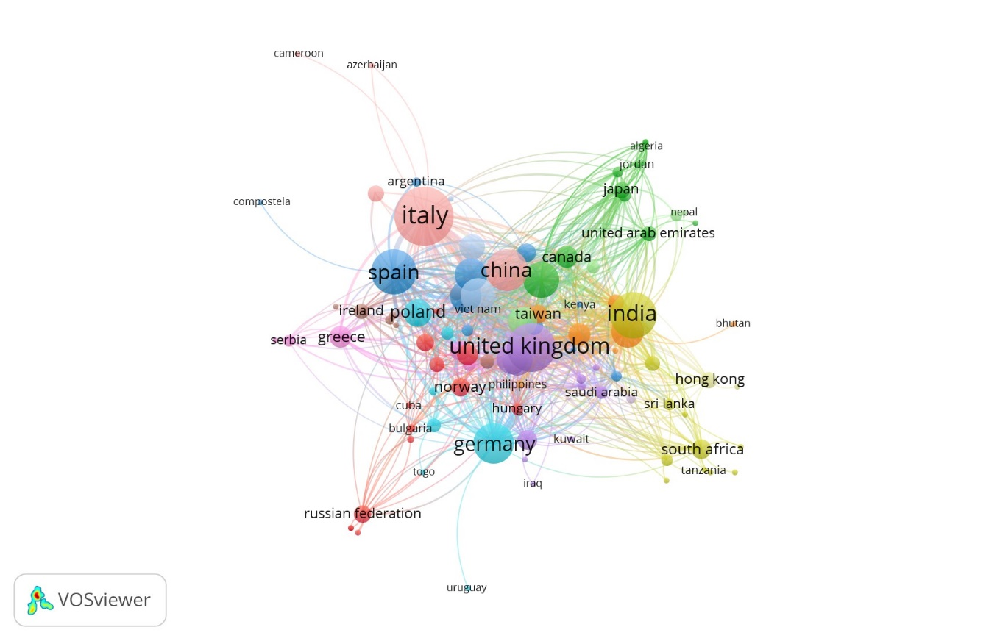 cameroon
azerbaijan
algeria
jordan
argentina
japan
compostela
nepal
italy
united arab emirates
canada
china
spain
kenya
viet nam
ireland
poland
taiwan
india
bhutan
serbia
greece
united kingdom
hong kong
norway
philippines
saudi arabia
cuba
hungary
sri lanka
bulgaria
germany
kuwait
south africa
togo
tanzania
iraq
russian federation
uruguay
VOSviewer